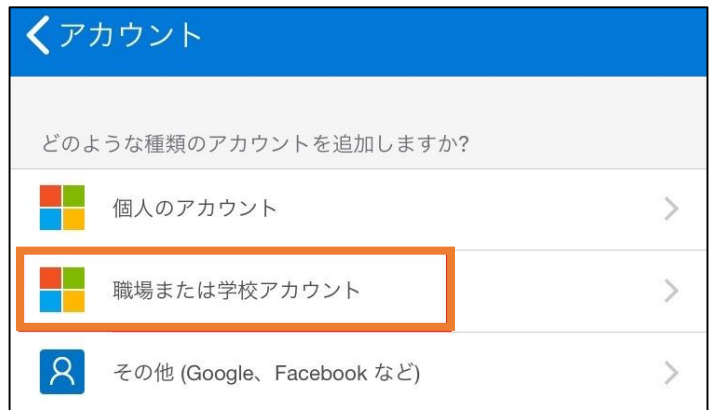 アカウント
どのような種類のアカウントを追加しますか?
個人のアカウント
職場または学校アカウント
その他 (Google、Facebook など)